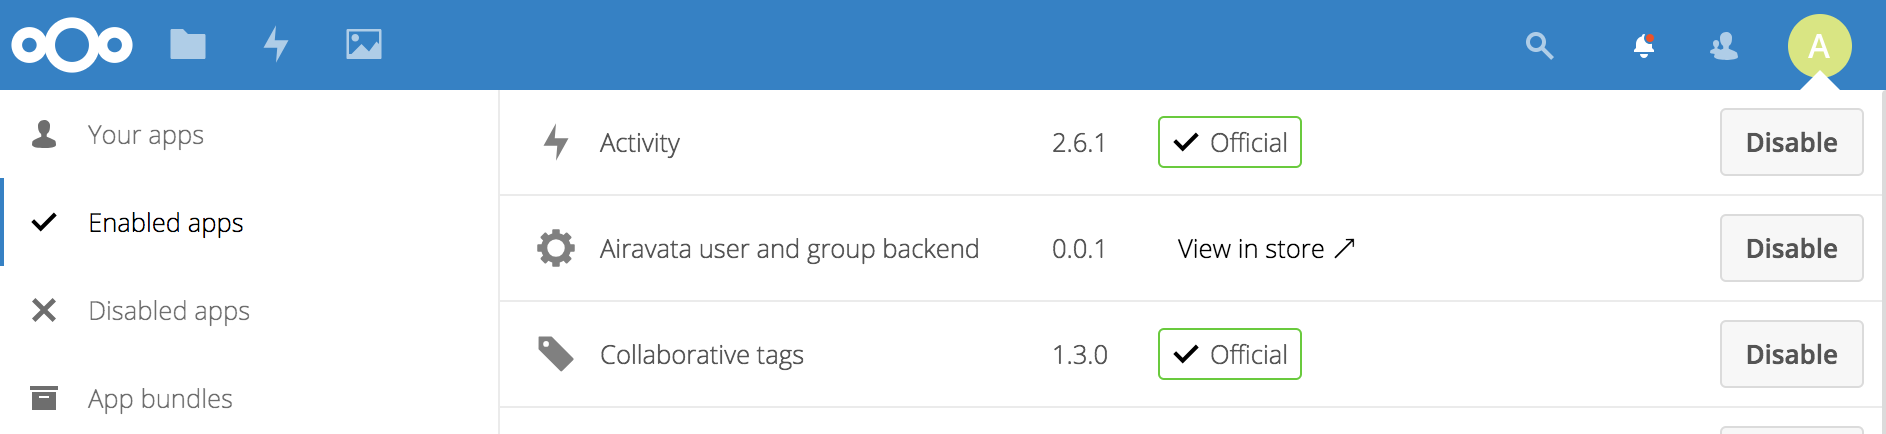 A
Your apps
Enabled apps
Disabled apps
App bundles
Activity 2.6.1 Official Disable
Airavata user and group backend 0.0.1 View in store ↗ Disable
Collaborative tags 1.3.0 Official Disable